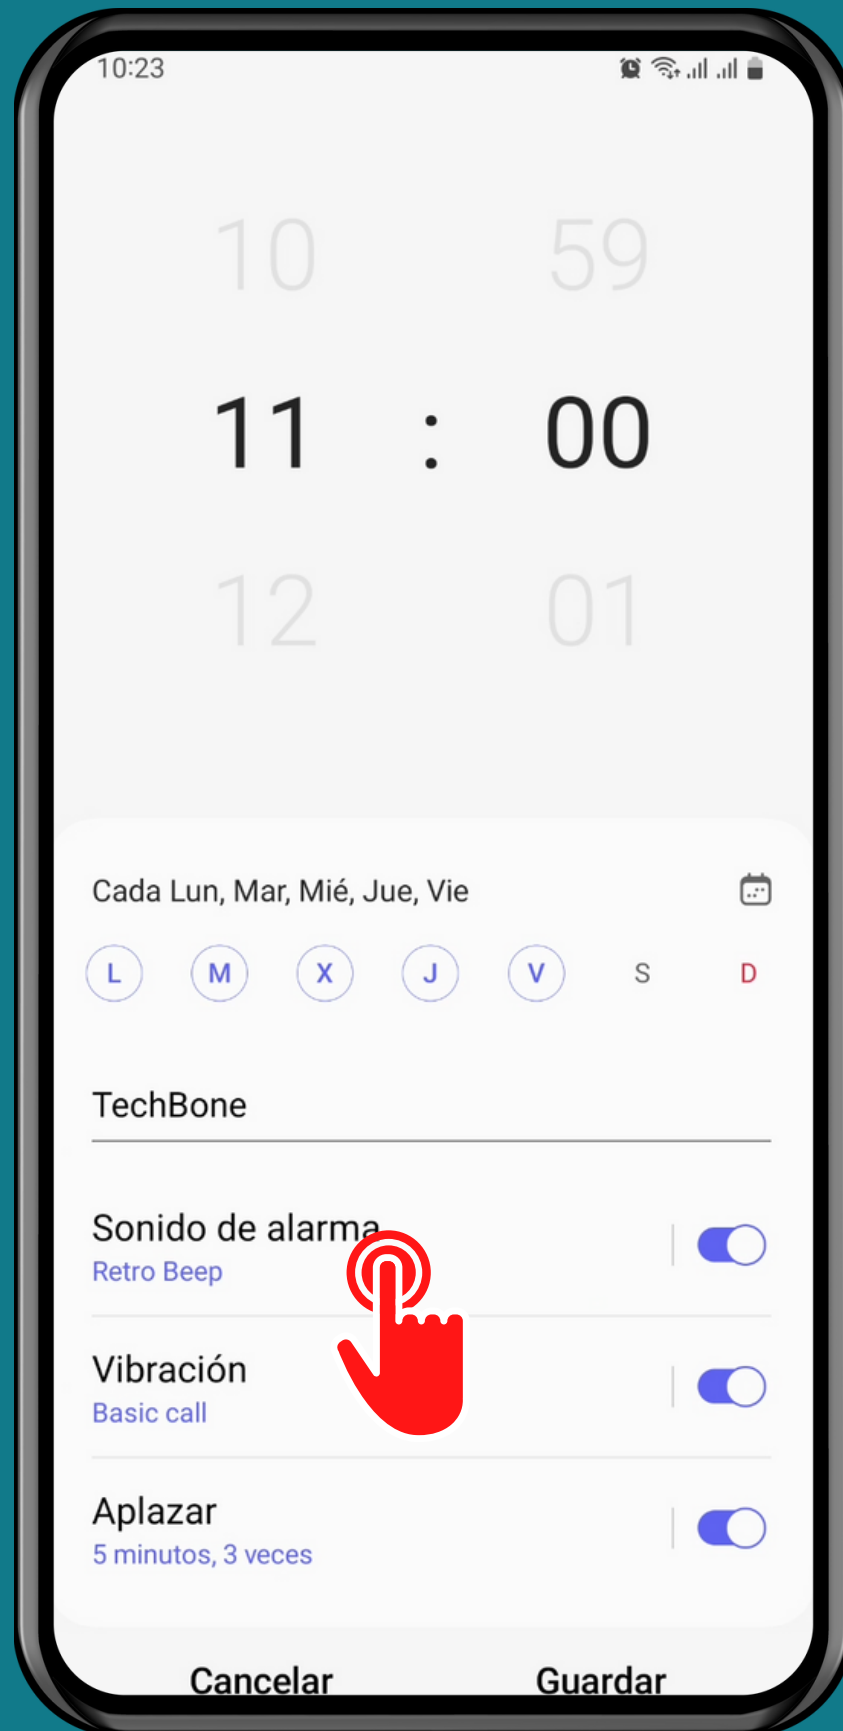 10:23
10 59
11 : 00
12 01
Cada Lun, Mar, Mié, Jue, Vie
L M X J V S D
TechBone
Sonido de alarma
Retro Beep
Vibración
Basic call
Aplazar
5 minutos, 3 veces
Cancelar Guardar